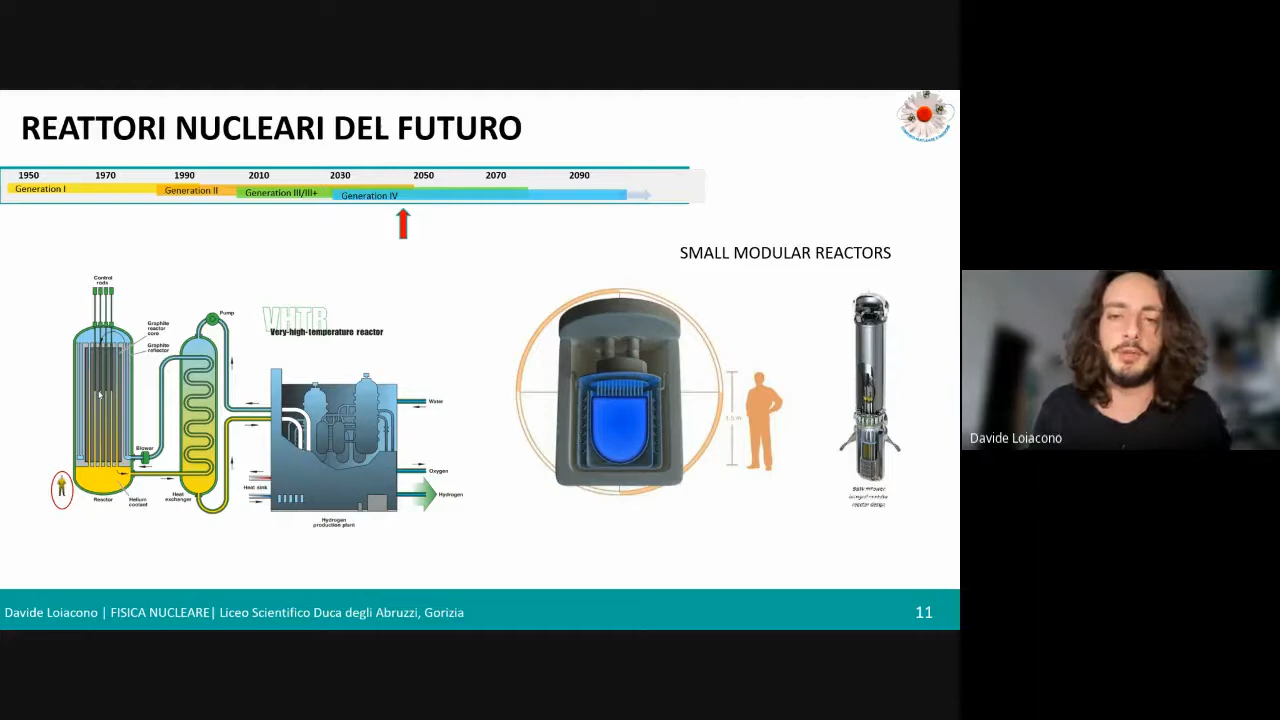 REATTORI NUCLEARI DEL FUTURO
1950 1970 1990 2010 2030 2050 2070 2090
Generation I
Generation II
Generation III/III+
Generation IV
SMALL MODULAR REACTORS
Control
rods
Graphite
reactor
core
Graphite
reflector
Pump
VHTR
Very-high-temperature reactor
Water
Blower
Oxygen
Reactor
Helium
coolant
Heat
exchanger
Heat sink
Hydrogen
Hydrogen
production plant
reactor design
Davide Loiacono
Davide Loiacono | FISICA NUCLEARE| Liceo Scientifico Duca degli Abruzzi, Gorizia
11